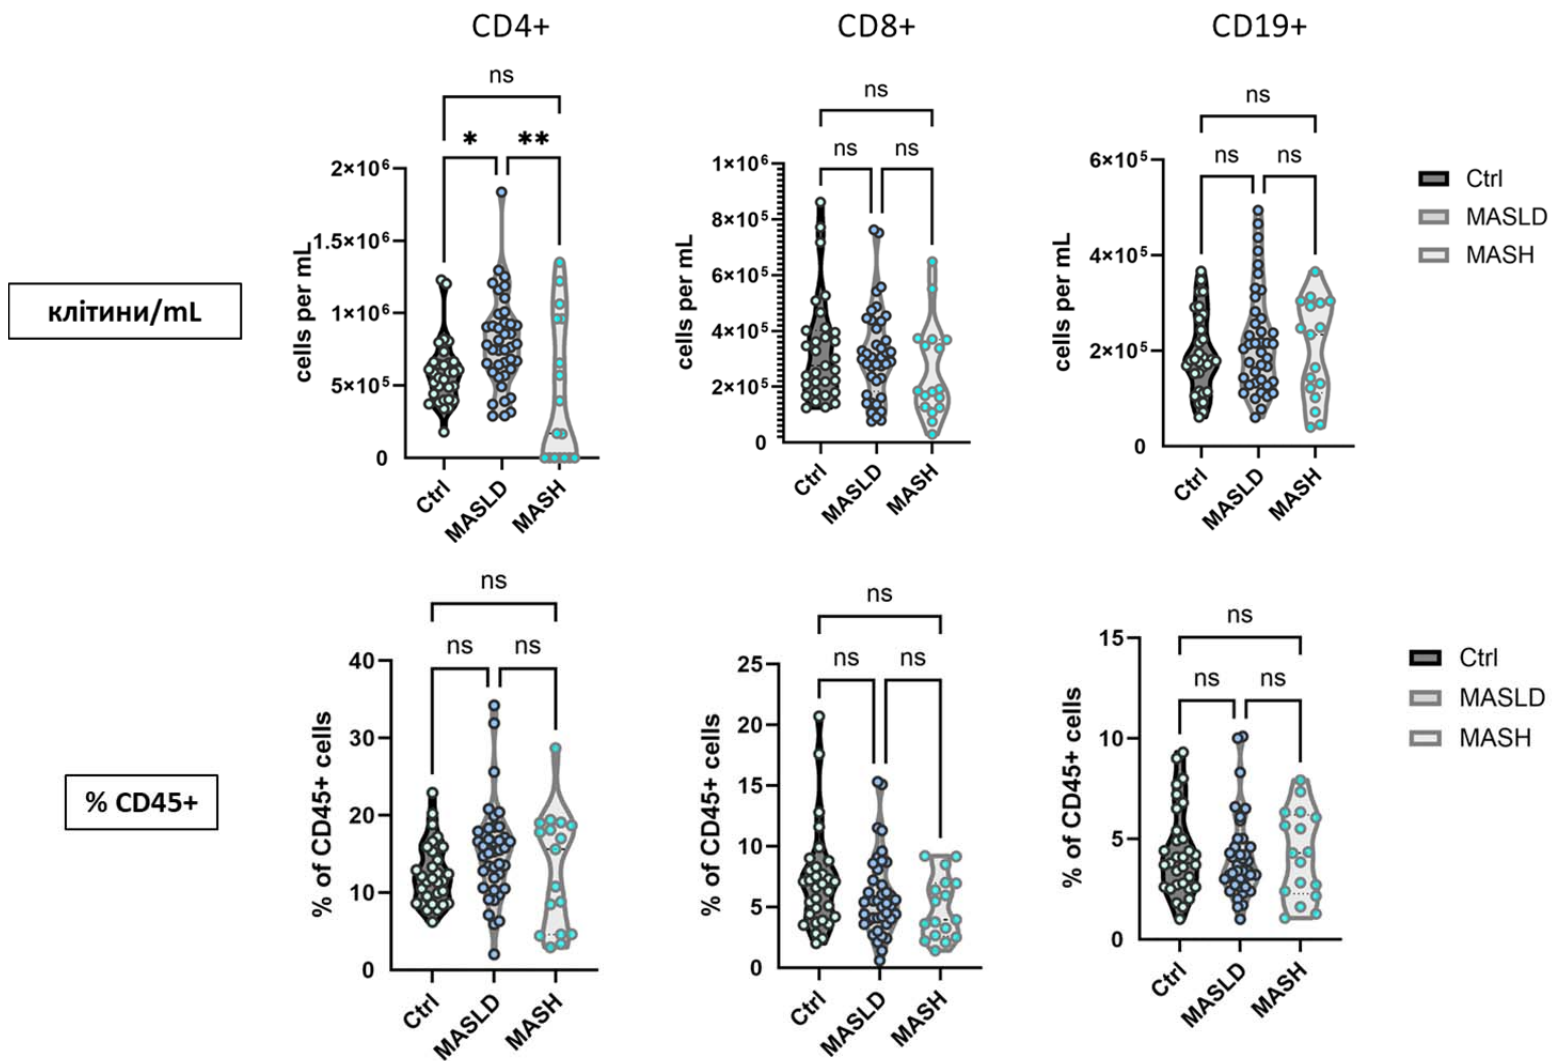 CD4+
CD8+
CD19+
клітини/mL
ns
* **
2×10⁶
1.5×10⁶
1×10⁶
5×10⁵
0
cells per mL
Ctrl
MASLD
MASH
ns
ns ns
1×10⁶
8×10⁵
6×10⁵
4×10⁵
2×10⁵
0
cells per mL
Ctrl
MASLD
MASH
ns
ns ns
6×10⁵
4×10⁵
2×10⁵
0
cells per mL
Ctrl
MASLD
MASH
Ctrl
MASLD
MASH
% CD45+
ns
ns ns
40
30
20
10
0
% of CD45+ cells
Ctrl
MASLD
MASH
ns
ns ns
25
20
15
10
5
0
% of CD45+ cells
Ctrl
MASLD
MASH
ns
ns ns
15
10
5
0
% of CD45+ cells
Ctrl
MASLD
MASH
Ctrl
MASLD
MASH